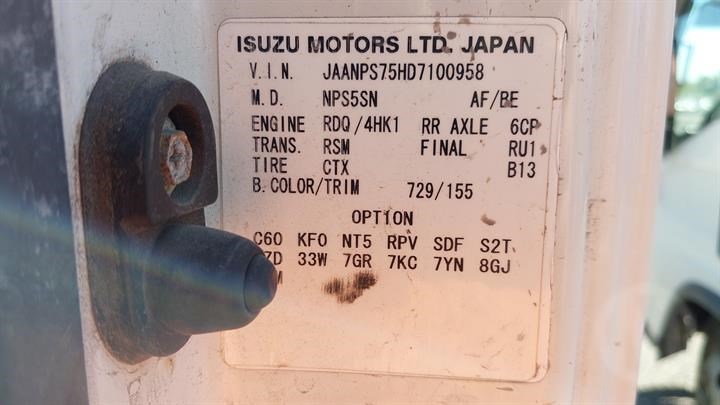 ISUZU MOTORS LTD. JAPAN
V.I.N. JAANPS75HD7100958
M.D. NPS5SN AF/BE
ENGINE RDQ/4HK1 RR AXLE 6CP
TRANS. RSM FINAL RU1
TIRE CTX B13
B.COLOR/TRIM 729/155
OPTION
C60 KFO NT5 RPV SDF S2T
33W 7GR 7KC 7YN 8GJ